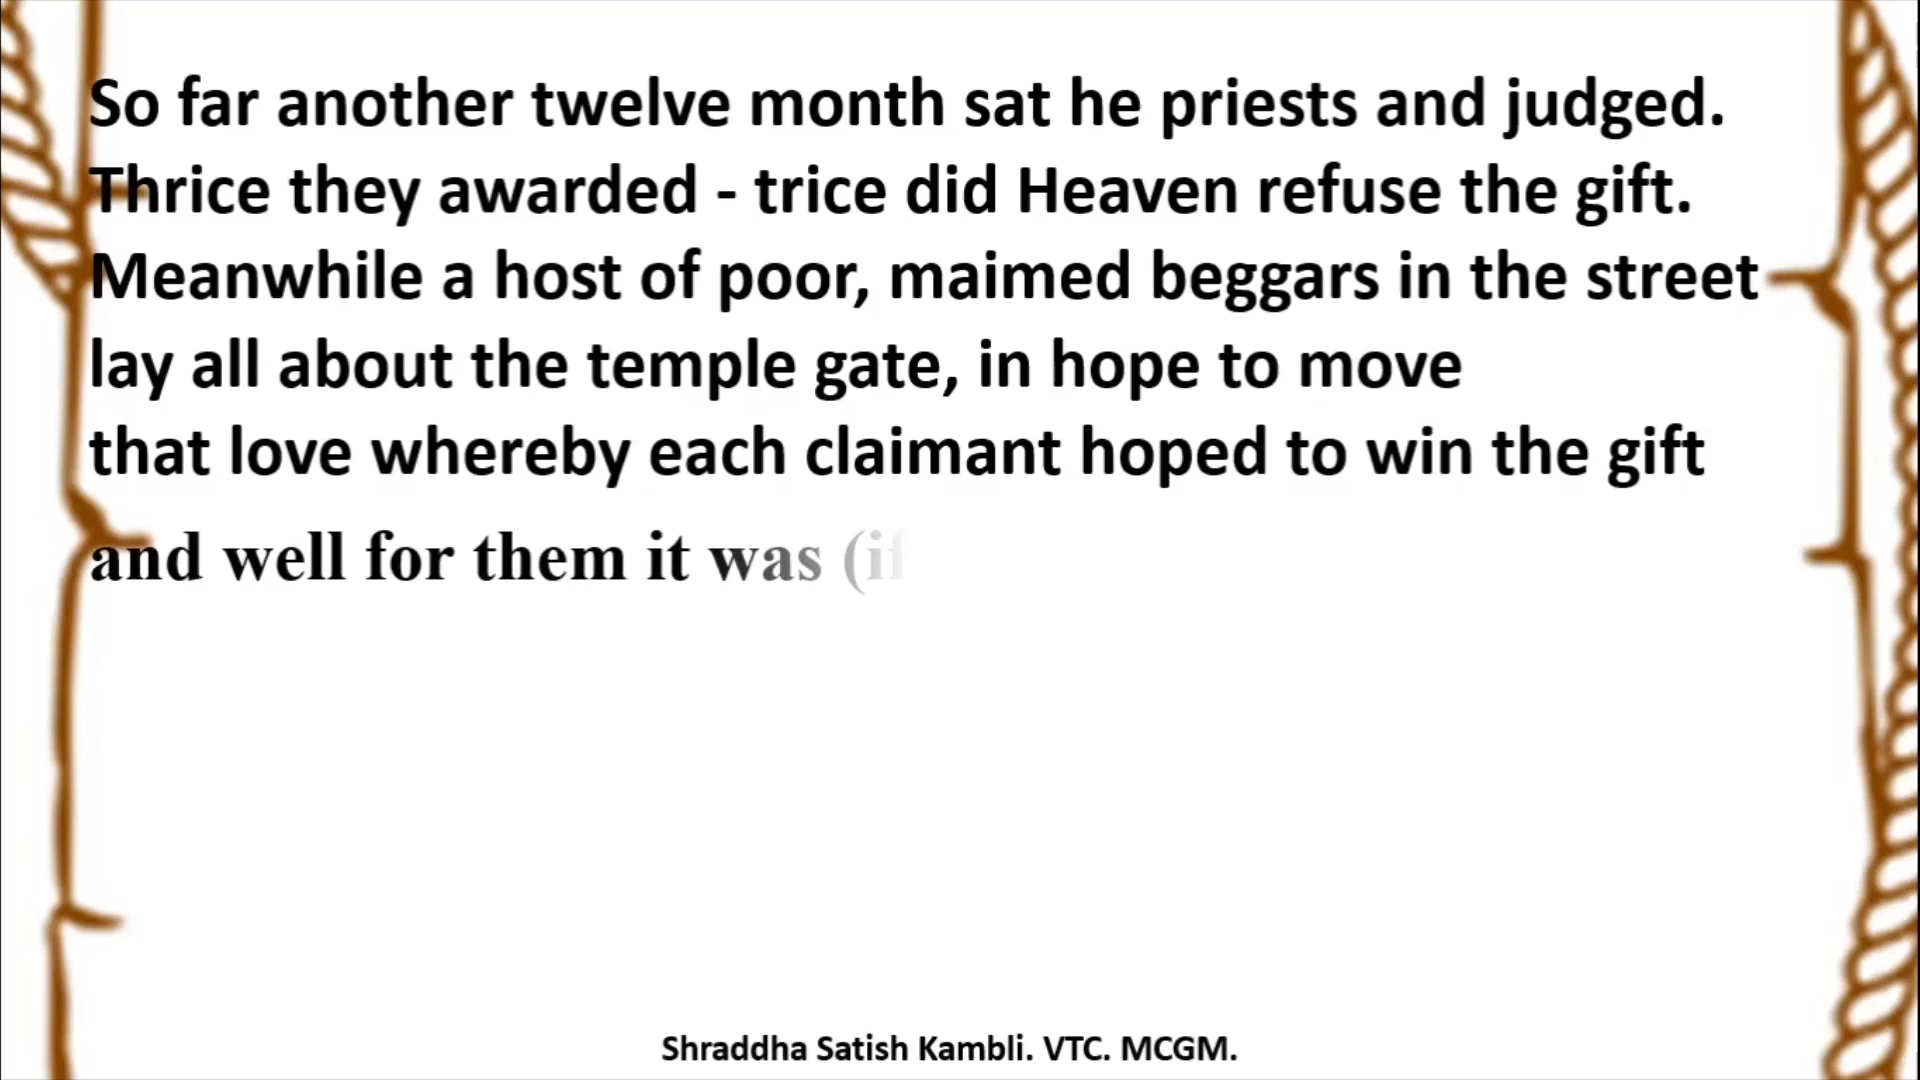 So far another twelve month sat he priests and judged.
Thrice they awarded - trice did Heaven refuse the gift.
Meanwhile a host of poor, maimed beggars in the street
lay all about the temple gate, in hope to move
that love whereby each claimant hoped to win the gift
and well for them it was (if
Shraddha Satish Kambli. VTC. MCGM.